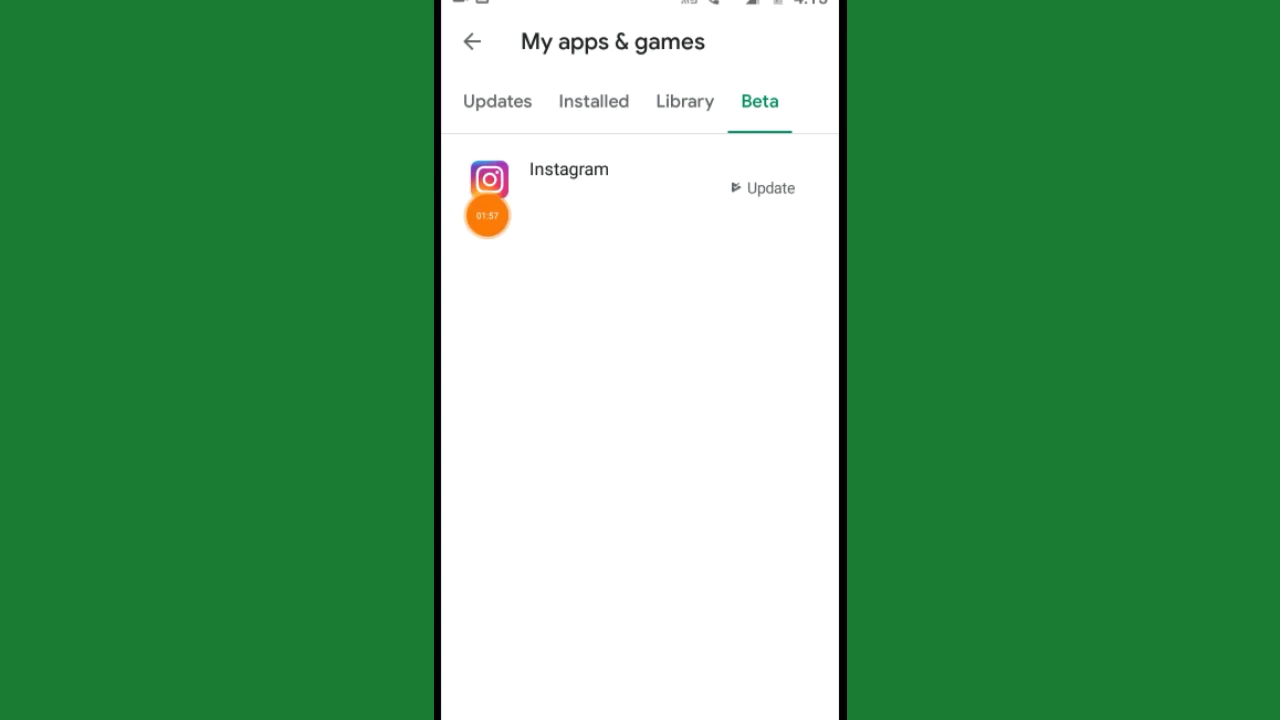 My apps & games
Updates Installed Library Beta
Instagram
Update
01:57